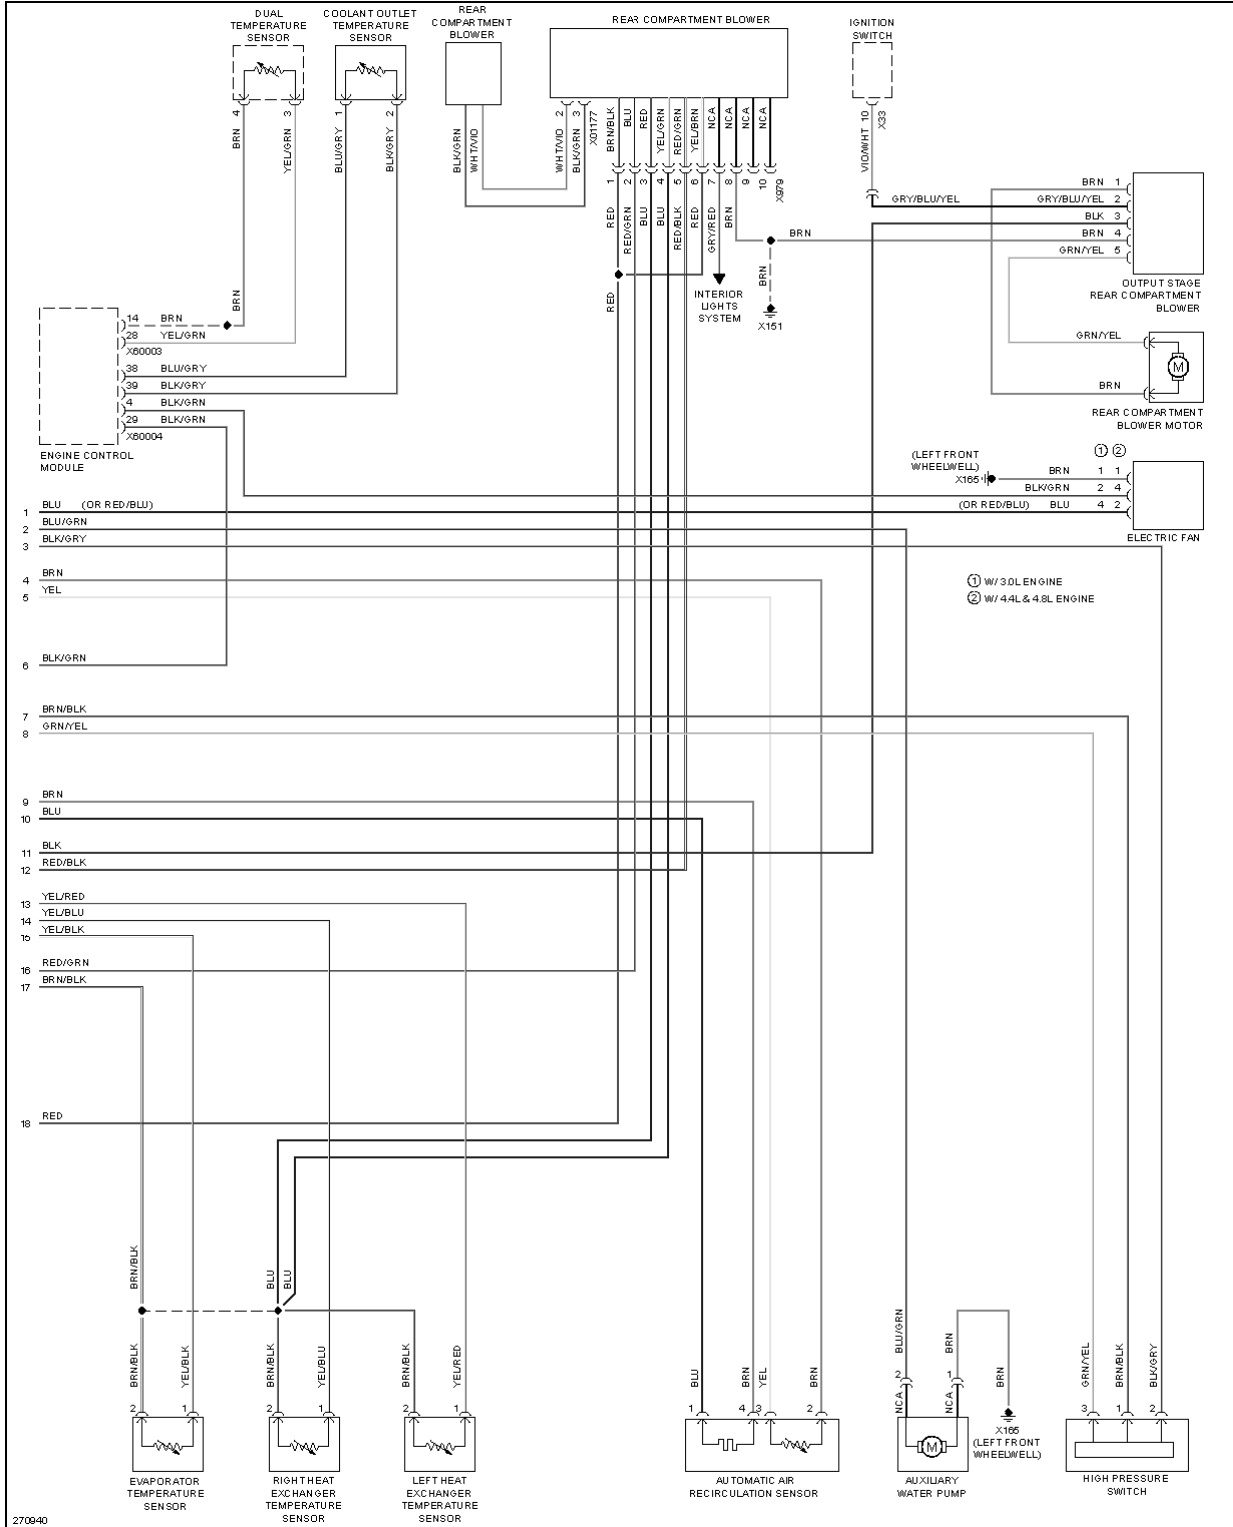 DUAL
TEMPERATURE
SENSOR
COOLANT OUTLET
TEMPERATURE
SENSOR
REAR
COMPARTMENT
BLOWER
REAR COMPARTMENT BLOWER
IGNITION
SWITCH
4
3
1
2
2
3
X01177
10
X33
BRN
YEL/GRN
BLU/GRY
BLK/GRY
BLK/GRN
WHT/VIO
WHT/VIO
BLK/GRN
BRN/BLK
BLU
RED
YEL/GRN
RED/GRN
YEL/BRN
NCA
NCA
NCA
NCA
VIO/WHT
1
2
3
4
5
6
7
8
9
10
X979
RED
RED/GRN
BLU
BLU
RED/BLK
RED
GRY/RED
BRN
BRN
BRN
RED
INTERIOR
LIGHTS
SYSTEM
X151
GRY/BLU/YEL
BRN 1
GRY/BLU/YEL 2
BLK 3
BRN 4
GRN/YEL 5
OUTPUT STAGE
REAR COMPARTMENT
BLOWER
GRN/YEL
M
BRN
REAR COMPARTMENT
BLOWER MOTOR
BRN
14 BRN
28 YEL/GRN
X60003
38 BLU/GRY
39 BLK/GRY
4 BLK/GRN
29 BLK/GRN
X60004
ENGINE CONTROL
MODULE
(LEFT FRONT
WHEELWELL)
X165
1 2
BRN 1 1
BLK/GRN 2 4
(OR RED/BLU) BLU 4 2
ELECTRIC FAN
1 W/ 3.0L ENGINE
2 W/ 4.4L & 4.8L ENGINE
1 BLU (OR RED/BLU)
2 BLU/GRN
3 BLK/GRY
4 BRN
5 YEL
6 BLK/GRN
7 BRN/BLK
8 GRN/YEL
9 BRN
10 BLU
11 BLK
12 RED/BLK
13 YEL/RED
14 YEL/BLU
15 YEL/BLK
16 RED/GRN
17 BRN/BLK
18 RED
BRN/BLK
BLU
BLU
BRN/BLK
YEL/BLK
BRN/BLK
YEL/BLU
BRN/BLK
YEL/RED
BLU
BRN
YEL
BRN
BLU/GRN
BRN
BRN
GRN/YEL
BRN/BLK
BLK/GRY
2
1
2
1
2
1
1
4
3
2
2
1
NCA
NCA
3
1
2
M
X165
(LEFT FRONT
WHEELWELL)
EVAPORATOR
TEMPERATURE
SENSOR
RIGHT HEAT
EXCHANGER
TEMPERATURE
SENSOR
LEFT HEAT
EXCHANGER
TEMPERATURE
SENSOR
AUTOMATIC AIR
RECIRCULATION SENSOR
AUXILIARY
WATER PUMP
HIGH PRESSURE
SWITCH
270940